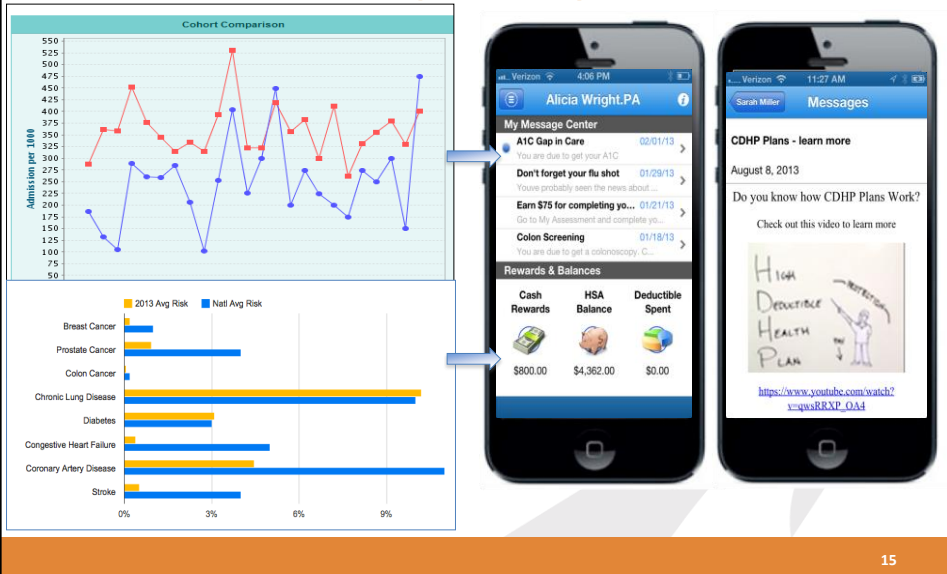 Cohort Comparison
550
525
500
475
450
425
400
375
350
325
300
275
250
225
200
175
150
125
100
75
50
Admission per 1000
2013 Avg Risk Natl Avg Risk
Breast Cancer
Prostate Cancer
Colon Cancer
Chronic Lung Disease
Diabetes
Congestive Heart Failure
Coronary Artery Disease
Stroke
0% 3% 6% 9%
Verizon 4:06 PM
Alicia Wright.PA
My Message Center
A1C Gap in Care 02/01/13
You are due to get your A1C
Don't forget your flu shot 01/29/13
Youve probably seen the news about ...
Earn $75 for completing yo... 01/21/13
Go to My Assessment and complete yo...
Colon Screening 01/18/13
You are due to get a colonoscopy. C...
Rewards & Balances
Cash Rewards
HSA Balance
Deductible Spent
$800.00 $4,362.00 $0.00
Verizon 11:27 AM
Sarah Miller Messages
CDHP Plans - learn more
August 8, 2013
Do you know how CDHP Plans Work?
Check out this video to learn more
HIGH
DEDUCTIBLE
HEALTH
PLAN
PROTECTION
https://www.youtube.com/watch?
v=qwsRRXP_OA4
15